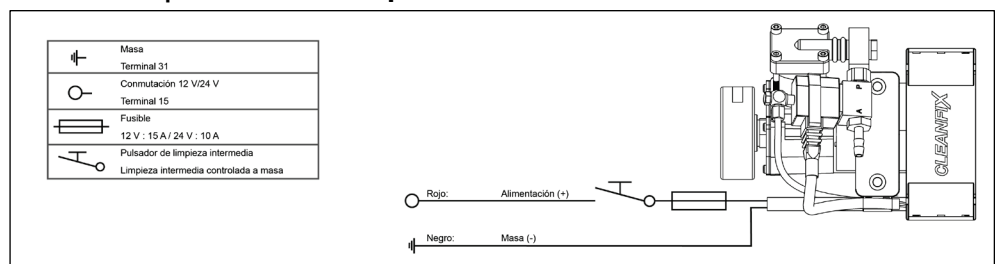 Masa
Terminal 31
Conmutación 12 V/24 V
Terminal 15
Fusible
12 V : 15 A / 24 V : 10 A
Pulsador de limpieza intermedia
Limpieza intermedia controlada a masa
Rojo: Alimentación (+)
Negro: Masa (-)
P
A
CLEANFIX